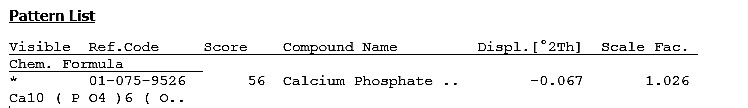 Pattern List
Visible Ref.Code Score Compound Name Displ.[°2Th] Scale Fac.
Chem. Formula
* 01-075-9526 56 Calcium Phosphate .. -0.067 1.026
Ca10 ( P O4 )6 ( O..